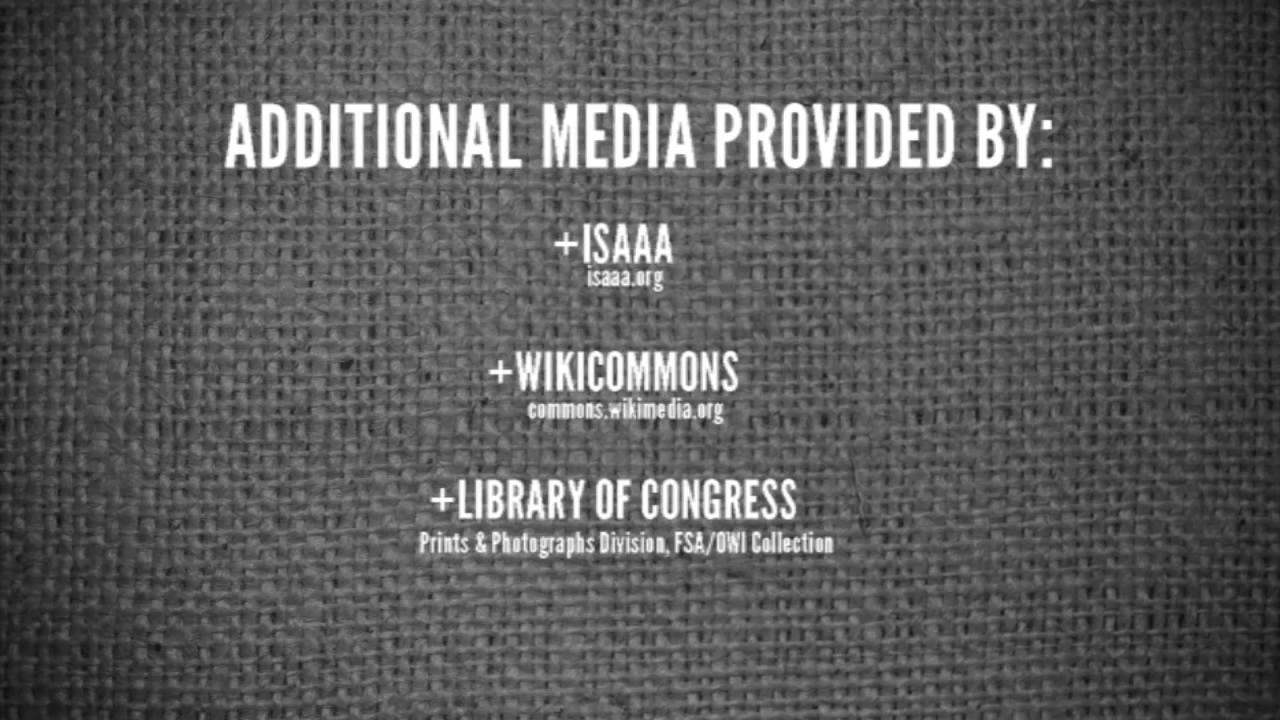 ADDITIONAL MEDIA PROVIDED BY:
+ISAAA
isaaa.org
+WIKICOMMONS
commons.wikimedia.org
+LIBRARY OF CONGRESS
Prints & Photographs Division, FSA/OWI Collection